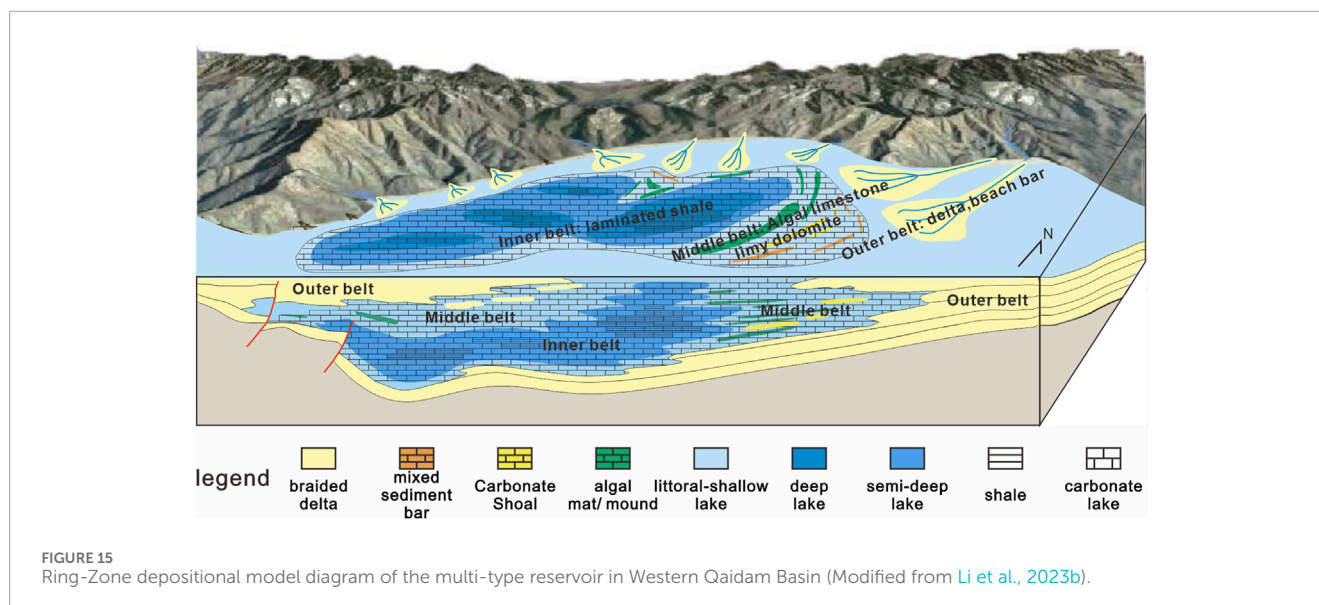 Inner belt: laminated shale
Middle belt: Algal limestone
limy dolomite
Outer belt: delta,beach bar
N
Outer belt
Middle belt
Inner belt
Middle belt
Outer belt
legend
braided
delta
mixed
sediment
bar
Carbonate
Shoal
algal
mat/ mound
littoral-shallow
lake
deep
lake
semi-deep
lake
shale
carbonate
lake
FIGURE 15
Ring-Zone depositional model diagram of the multi-type reservoir in Western Qaidam Basin (Modified from Li et al., 2023b).